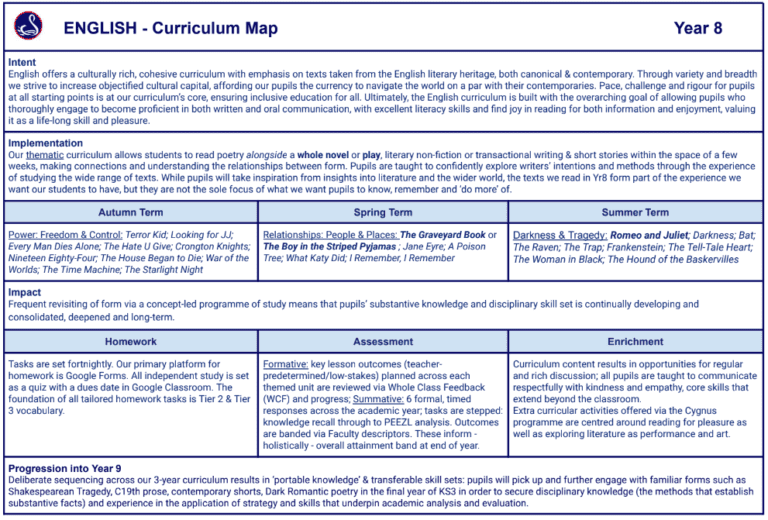 ENGLISH - Curriculum Map
Year 8
Intent
English offers a culturally rich, cohesive curriculum with emphasis on texts taken from the English literary heritage, both canonical & contemporary. Through variety and breadth
we strive to increase objectified cultural capital, affording our pupils the currency to navigate the world on a par with their contemporaries. Pace, challenge and rigour for pupils
at all starting points is at our curriculum's core, ensuring inclusive education for all. Ultimately, the English curriculum is built with the overarching goal of allowing pupils who
thoroughly engage to become proficient in both written and oral communication, with excellent literacy skills and find joy in reading for both information and enjoyment, valuing
it as a life-long skill and pleasure.
Implementation
Our thematic curriculum allows students to read poetry alongside a whole novel or play, literary non-fiction or transactional writing & short stories within the space of a few
weeks, making connections and understanding the relationships between form. Pupils are taught to confidently explore writers' intentions and methods through the experience
of studying the wide range of texts. While pupils will take inspiration from insights into literature and the wider world, the texts we read in Yr8 form part of the experience we
want our students to have, but they are not the sole focus of what we want pupils to know, remember and 'do more' of.
Autumn Term
Power: Freedom & Control: Terror Kid; Looking for JJ;
Every Man Dies Alone; The Hate U Give; Crongton Knights;
Nineteen Eighty-Four; The House Began to Die; War of the
Worlds; The Time Machine; The Starlight Night
Spring Term
Relationships: People & Places: The Graveyard Book or
The Boy in the Striped Pyjamas ; Jane Eyre; A Poison
Tree; What Katy Did; I Remember, I Remember
Summer Term
Darkness & Tragedy: Romeo and Juliet; Darkness; Bat;
The Raven; The Trap; Frankenstein; The Tell-Tale Heart;
The Woman in Black; The Hound of the Baskervilles
Impact
Frequent revisiting of form via a concept-led programme of study means that pupils' substantive knowledge and disciplinary skill set is continually developing and
consolidated, deepened and long-term.
Homework
Tasks are set fortnightly. Our primary platform for
homework is Google Forms. All independent study is set
as a quiz with a dues date in Google Classroom. The
foundation of all tailored homework tasks is Tier 2 & Tier
3 vocabulary.
Assessment
Formative: key lesson outcomes (teacher-
predetermined/low-stakes) planned across each
themed unit are reviewed via Whole Class Feedback
(WCF) and progress; Summative: 6 formal, timed
responses across the academic year; tasks are stepped:
knowledge recall through to PEEZL analysis. Outcomes
are banded via Faculty descriptors. These inform -
holistically - overall attainment band at end of year.
Enrichment
Curriculum content results in opportunities for regular
and rich discussion; all pupils are taught to communicate
respectfully with kindness and empathy, core skills that
extend beyond the classroom.
Extra curricular activities offered via the Cygnus
programme are centred around reading for pleasure as
well as exploring literature as performance and art.
Progression into Year 9
Deliberate sequencing across our 3-year curriculum results in 'portable knowledge' & transferable skill sets: pupils will pick up and further engage with familiar forms such as
Shakespearean Tragedy, C19th prose, contemporary shorts, Dark Romantic poetry in the final year of KS3 in order to secure disciplinary knowledge (the methods that establish
substantive facts) and experience in the application of strategy and skills that underpin academic analysis and evaluation.